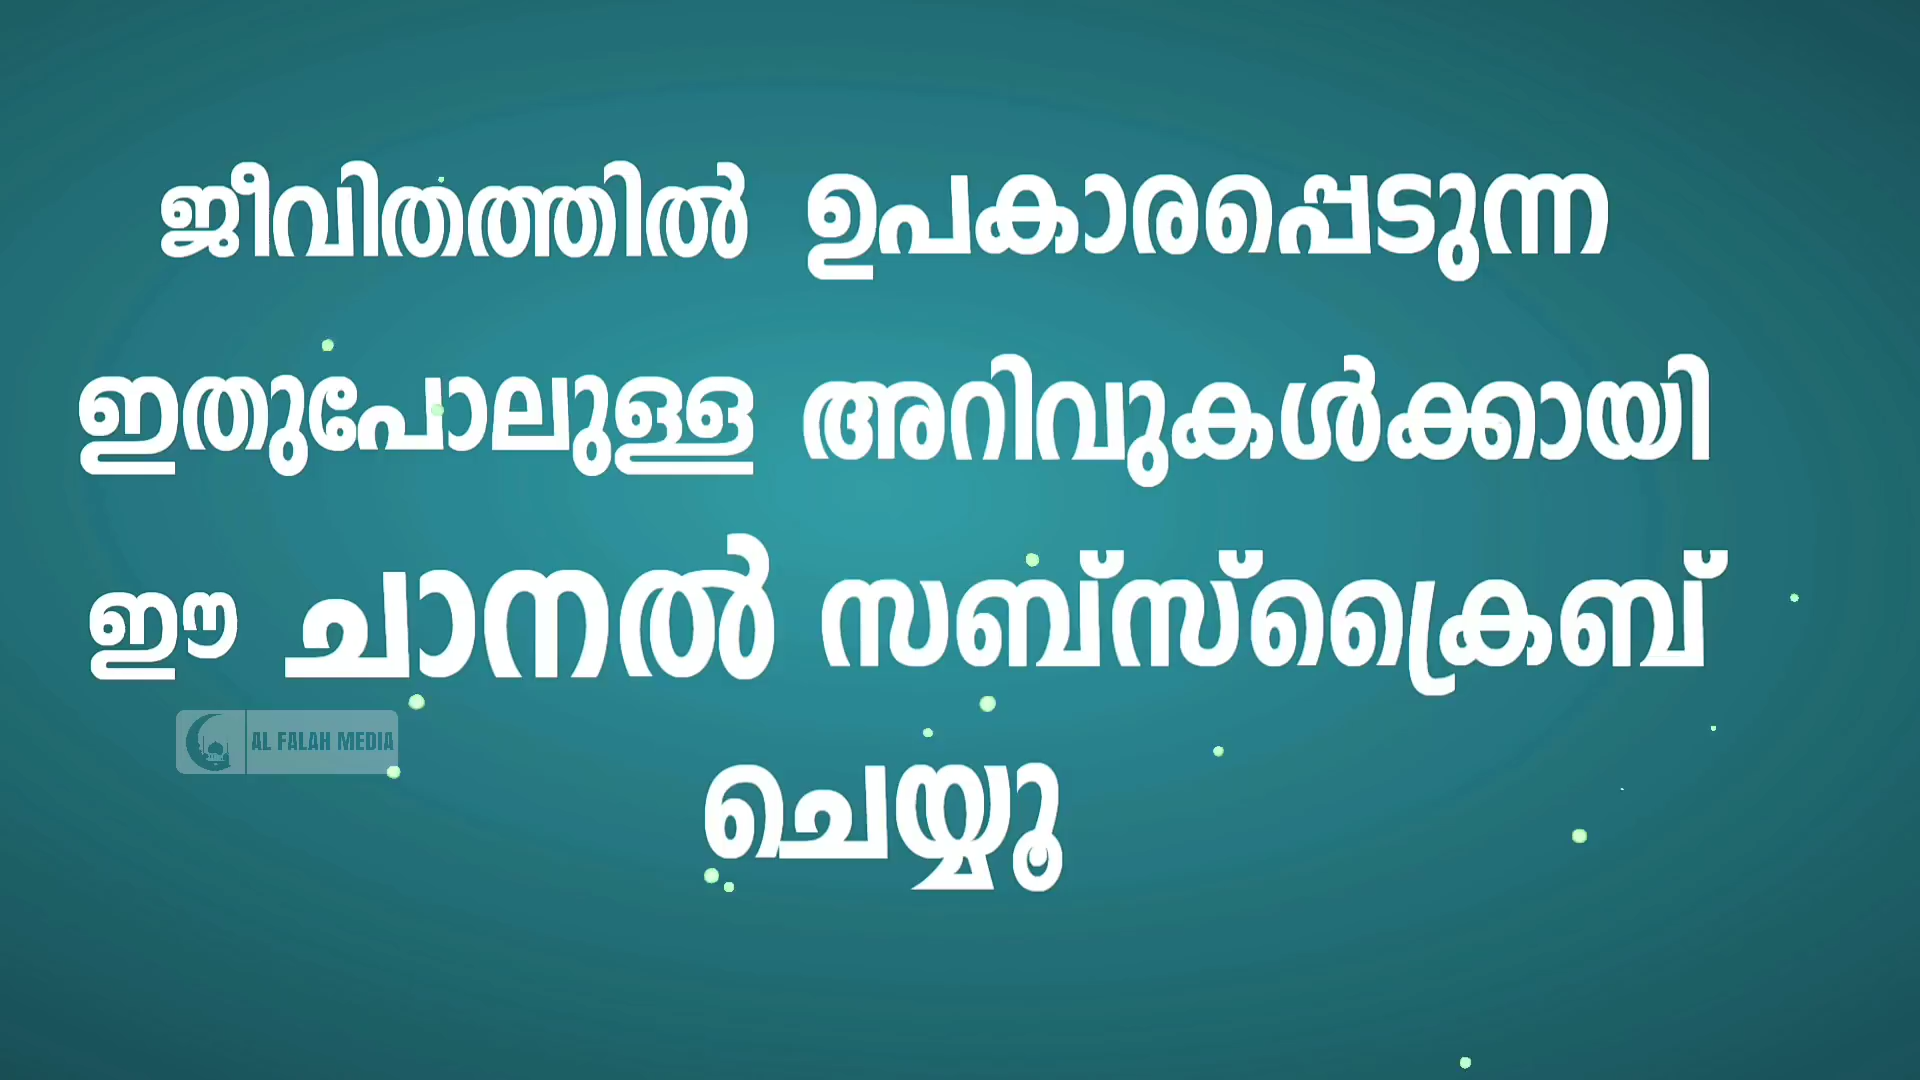 ജീവിതത്തിൽ ഉപകാരപ്പെടുന്ന
ഇതുപോലുള്ള അറിവുകൾക്കായി
ഈ ചാനൽ സബ്സ്ക്രൈബ്
AL FALAH MEDIA
ചെയ്യൂ